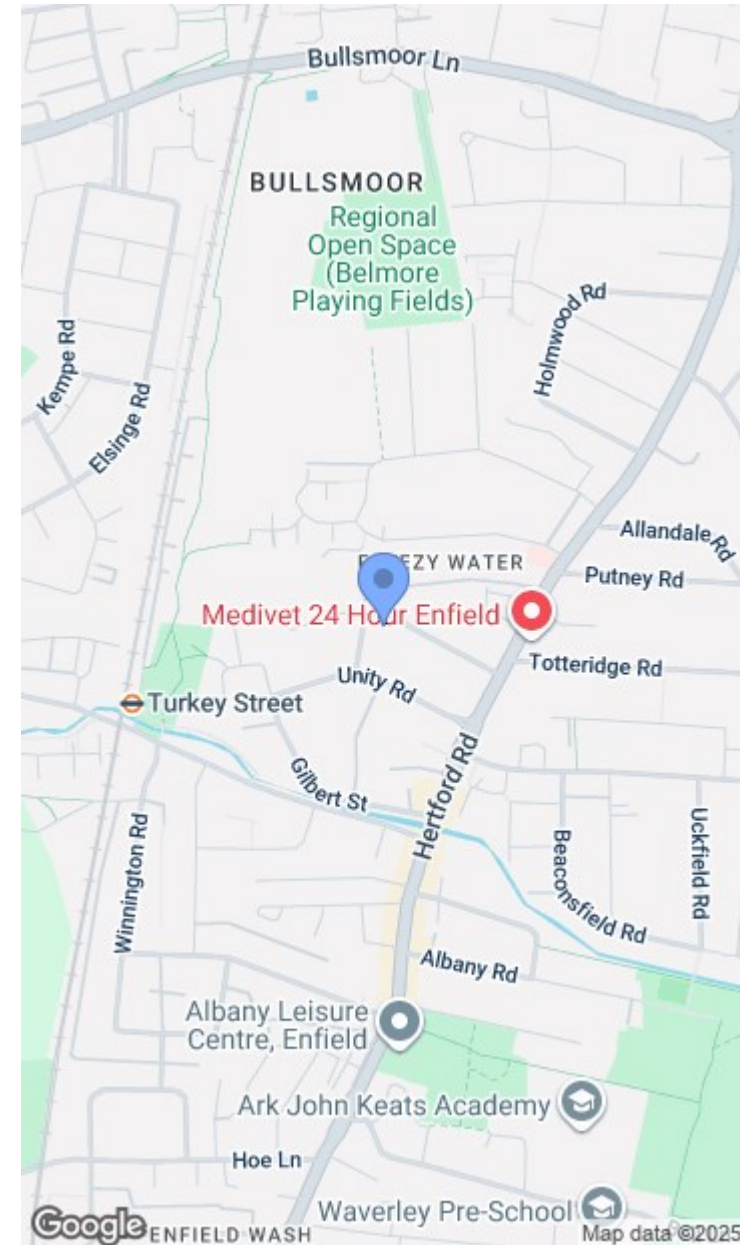 Bullsmoor Ln
BULLSMOOR
Regional
Open Space
(Belmore
Playing Fields)
Holmwood Rd
Kempe Rd
Elsinge Rd
Allandale Rd
EZY WATER
Putney Rd
Medivet 24 Hour Enfield
Totteridge Rd
Unity Rd
Turkey Street
Gilbert St
Hertford Rd
Winnington Rd
Beaconsfield Rd
Uckfield Rd
Albany Rd
Albany Leisure
Centre, Enfield
Ark John Keats Academy
Hoe Ln
Waverley Pre-School
Google
ENFIELD WASH
Map data ©2025